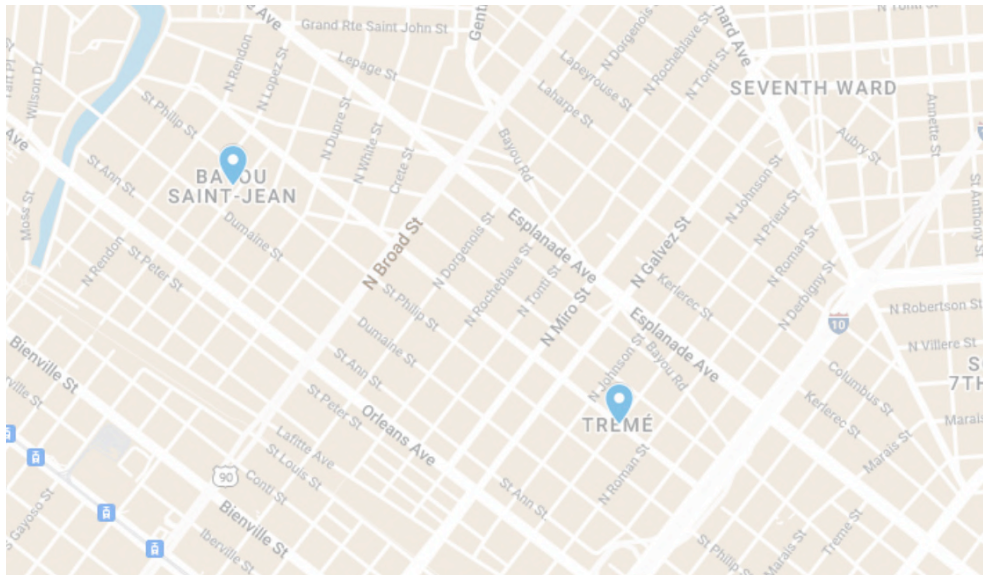 Grand Rte Saint John St
N Rendon
N Lopez St
Lepage St
N Dorgenois St
Lapeyrouse St
N Rocheblave St
N Tonti St
Laharpe St
SEVENTH WARD
Annette St
Aubry St
Wilson Dr
Ave
St Philip St
N Dupre St
N White St
Crete St
Bayou Rd
St Ann St
BAYOU
SAINT-JEAN
Moss St
Dumaine St
N Rendon
St Peter St
N Broad St
N Dorgenois St
Esplanade Ave
N Rocheblave St
N Tonti St
N Miro St
N Galvez St
N Johnson St
N Prieur St
N Roman St
N Derbigny St
St Anthony St
Kerlerec St
10
N Robertson St
N Villere St
St Philip St
Dumaine St
St Ann St
St Peter St
Orleans Ave
Esplanade Ave
Bayou Rd
N Johnson St
TREMÉ
N Roman St
Columbus St
Kerlerec St
Marais St
Bienville St
Lafitte Ave
St Louis St
Conti St
90
Bienville St
Iberville St
St Ann St
St Philip St
Marais St
Treme St
Gayoso St